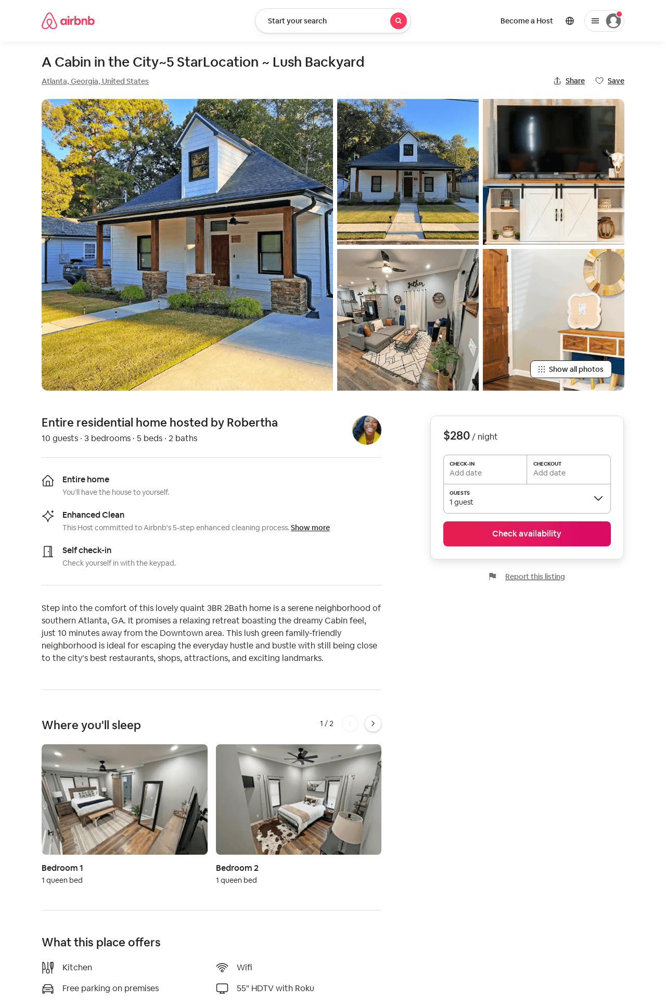 airbnb
Start your search
Become a Host
A Cabin in the City~5 StarLocation ~ Lush Backyard
Atlanta, Georgia, United States
Share
Save
gather
Show all photos
Entire residential home hosted by Robertha
10 guests · 3 bedrooms · 5 beds · 2 baths
Entire home
You’ll have the house to yourself.
Enhanced Clean
This Host committed to Airbnb's 5-step enhanced cleaning process. Show more
Self check-in
Check yourself in with the keypad.
$280 / night
CHECK-IN
Add date
CHECKOUT
Add date
GUESTS
1 guest
Check availability
Report this listing
Step into the comfort of this lovely quaint 3BR 2Bath home is a serene neighborhood of
southern Atlanta, GA. It promises a relaxing retreat boasting the dreamy Cabin feel,
just 10 minutes away from the Downtown area. This lush green family-friendly
neighborhood is ideal for escaping the everyday hustle and bustle with still being close
to the city’s best restaurants, shops, attractions, and exciting landmarks.
Where you'll sleep
1 / 2
Bedroom 1
1 queen bed
Bedroom 2
1 queen bed
What this place offers
Kitchen
Wifi
Free parking on premises
55" HDTV with Roku